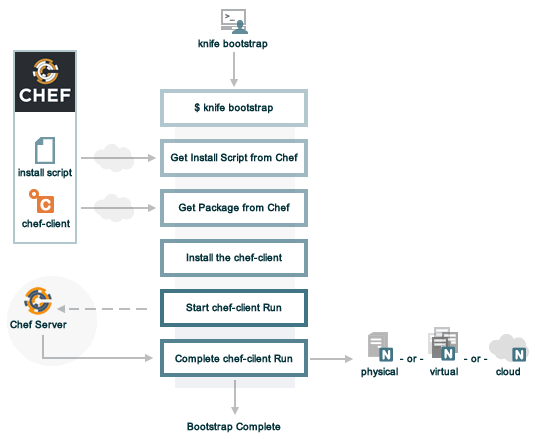 >_
knife bootstrap
CHEF
$ knife bootstrap
install script
Get Install Script from Chef
C
chef-client
Get Package from Chef
Install the chef-client
Start chef-client Run
Chef Server
Complete chef-client Run
N
- or -
N
- or -
N
physical
virtual
cloud
Bootstrap Complete